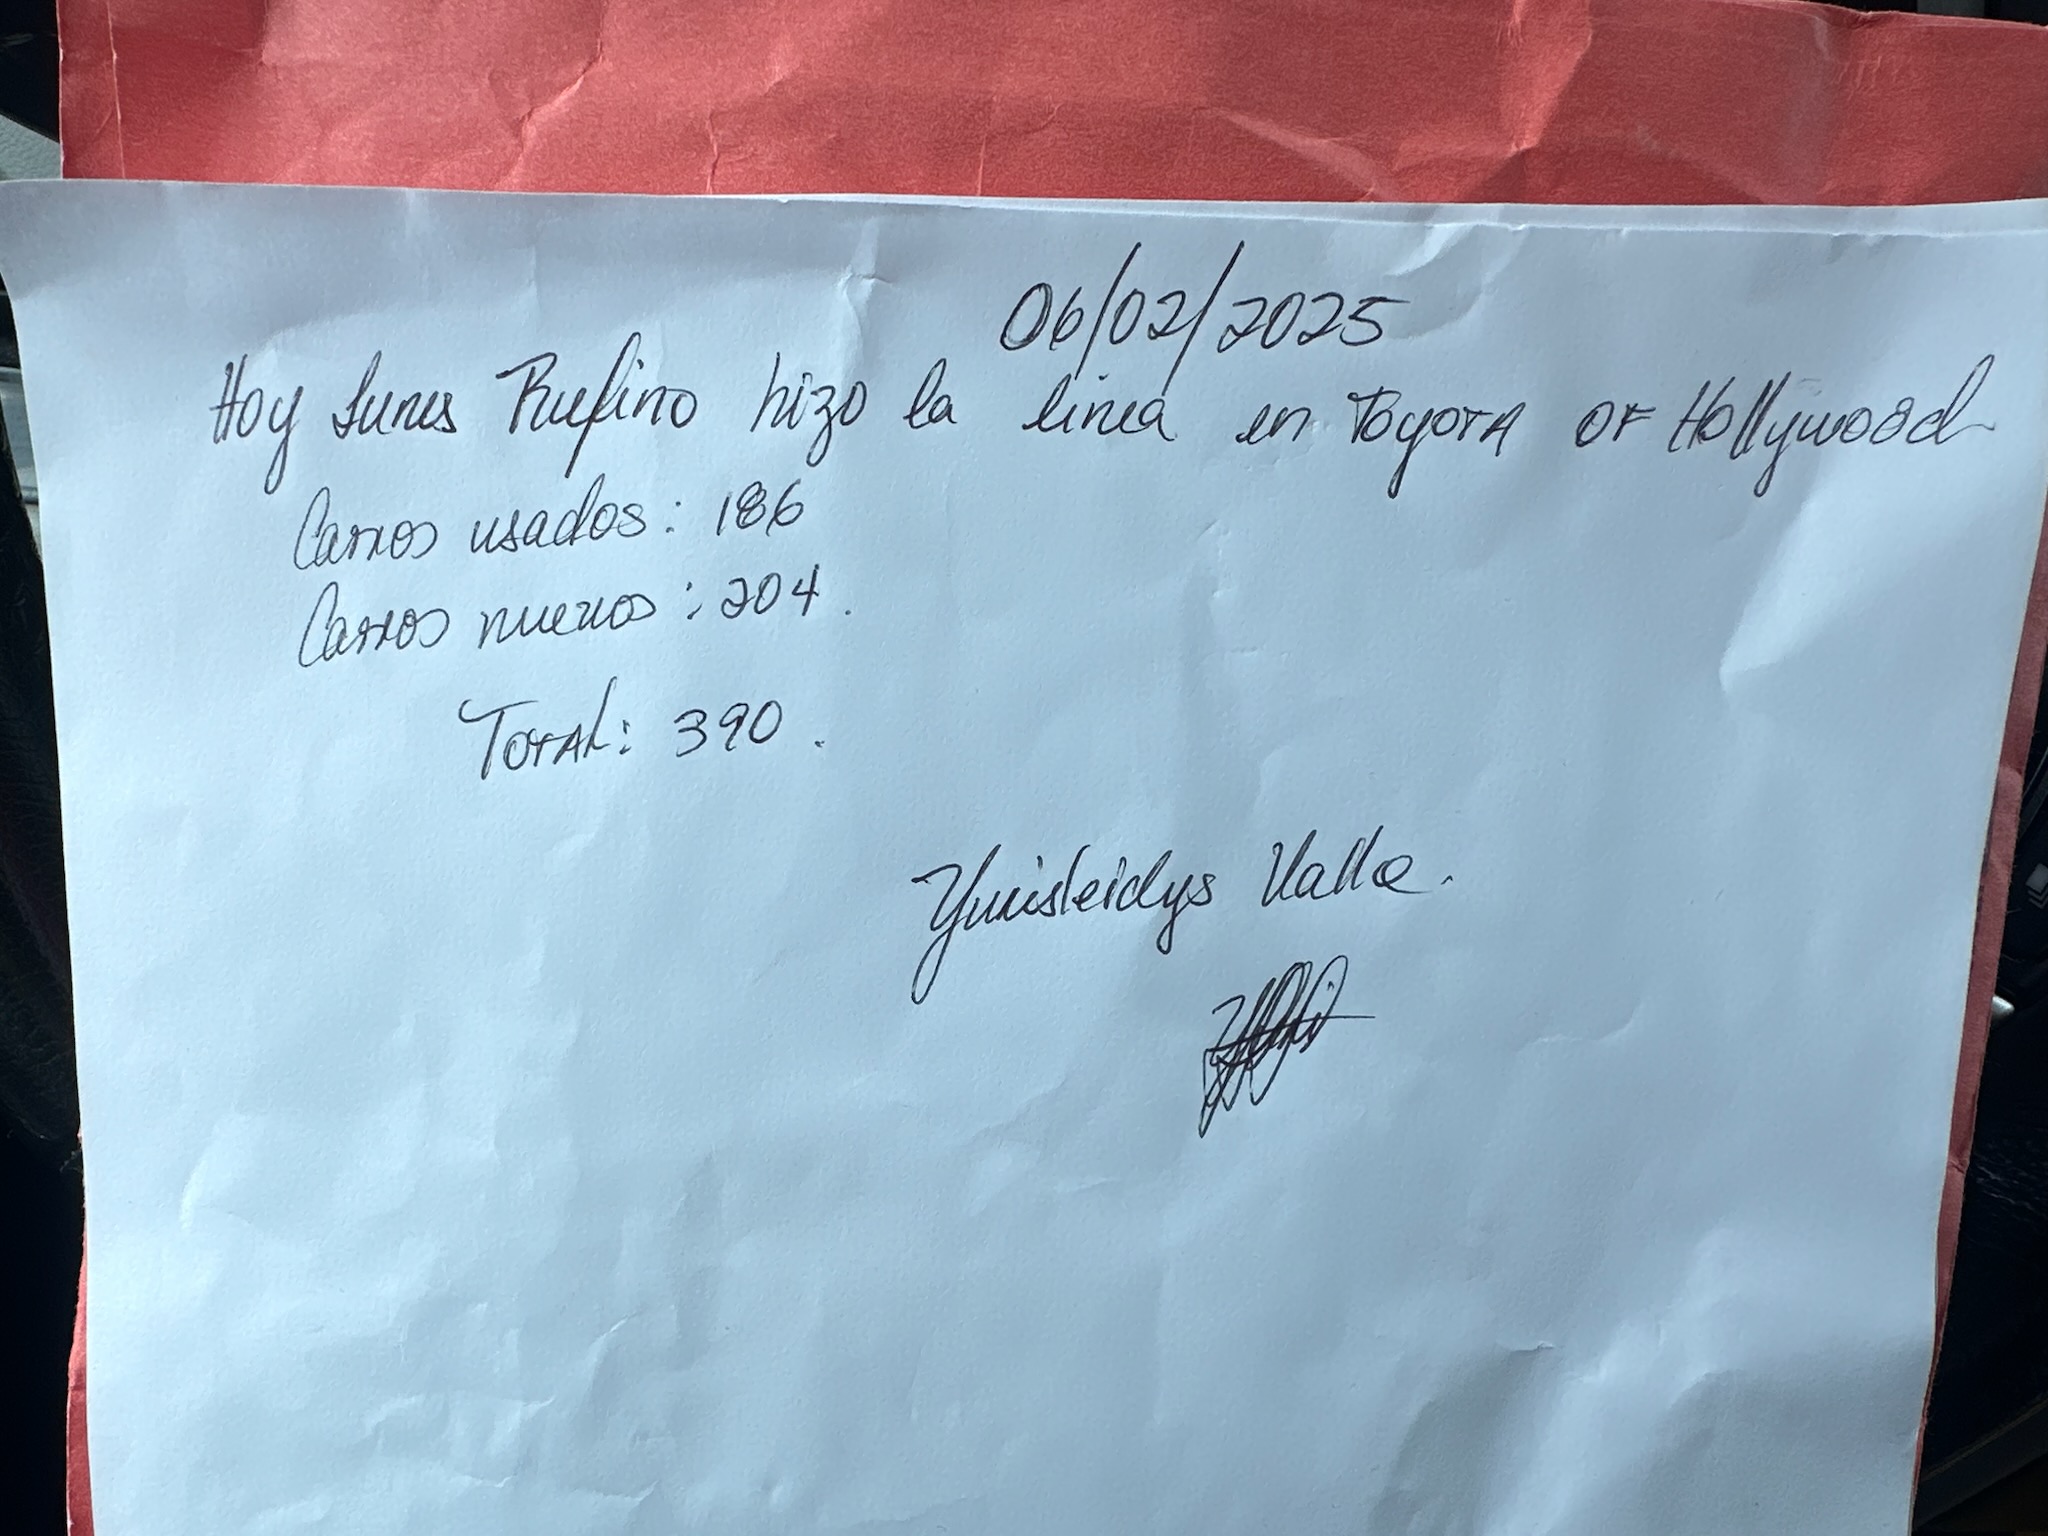 06/02/2025
Hoy Lunes Rufino hizo la linea en Toyota OF Hollywood
Carros usados: 186
Carros nuevos: 204.
Total: 390.
Yurisleidys Valle.